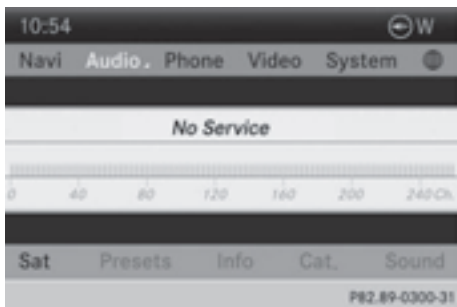 10:54 W
Navi Audio. Phone Video System
No Service
0 40 80 120 160 200 240 Ch.
Sat Presets Info Cat. Sound
P82.89-0300-31